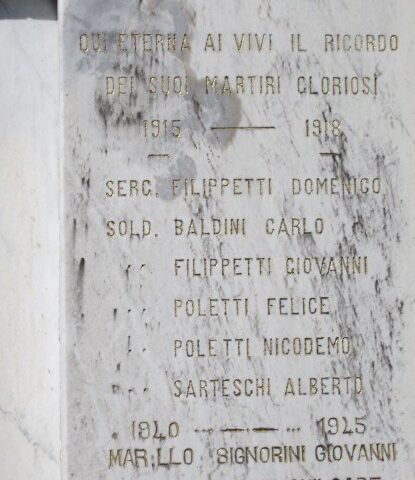 QUI ETERNA AI VIVI IL RICORDO
DEI SUOI MARTIRI GLORIOSI
1915 — 1918
SERG. FILIPPETTI DOMENICO
SOLD. BALDINI CARLO
,, FILIPPETTI GIOVANNI
,, POLETTI FELICE
,, POLETTI NICODEMO
,, SARTESCHI ALBERTO
1940 ... — ... 1945
MAR.LLO SIGNORINI GIOVANNI